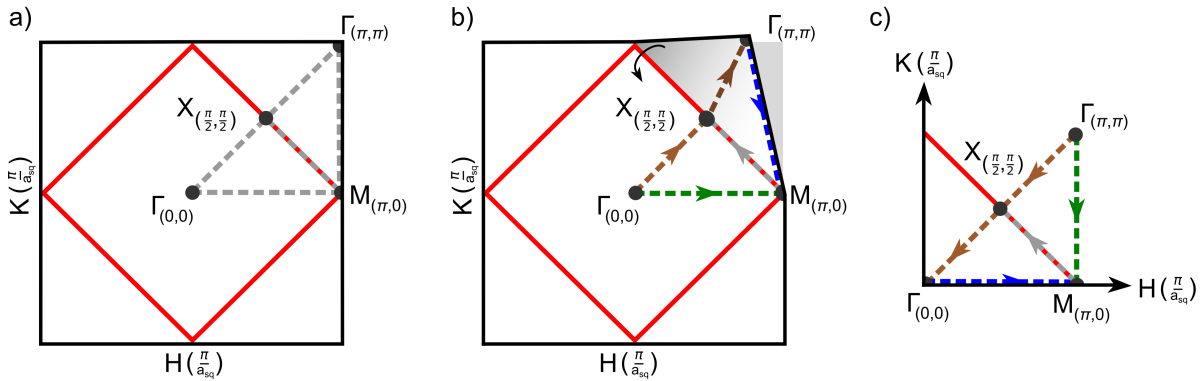 a)
Γ(π,π)
X(π/2,π/2)
Γ(0,0)
M(π,0)
K(π/a_sq)
H(π/a_sq)
b)
Γ(π,π)
X(π/2,π/2)
Γ(0,0)
M(π,0)
K(π/a_sq)
H(π/a_sq)
c)
K(π/a_sq)
Γ(π,π)
X(π/2,π/2)
Γ(0,0)
M(π,0)
H(π/a_sq)